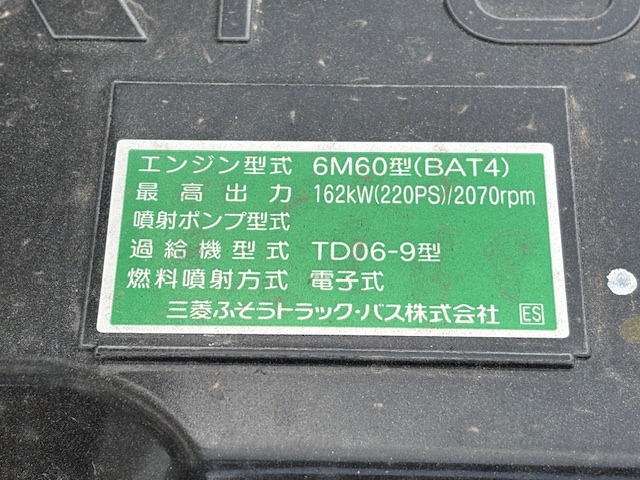 エンジン型式 6M60型(BAT4)
最高出力 162kW(220PS)/2070rpm
噴射ポンプ型式
過給機型式 TD06-9型
燃料噴射方式 電子式
三菱ふそうトラック・バス株式会社 ES